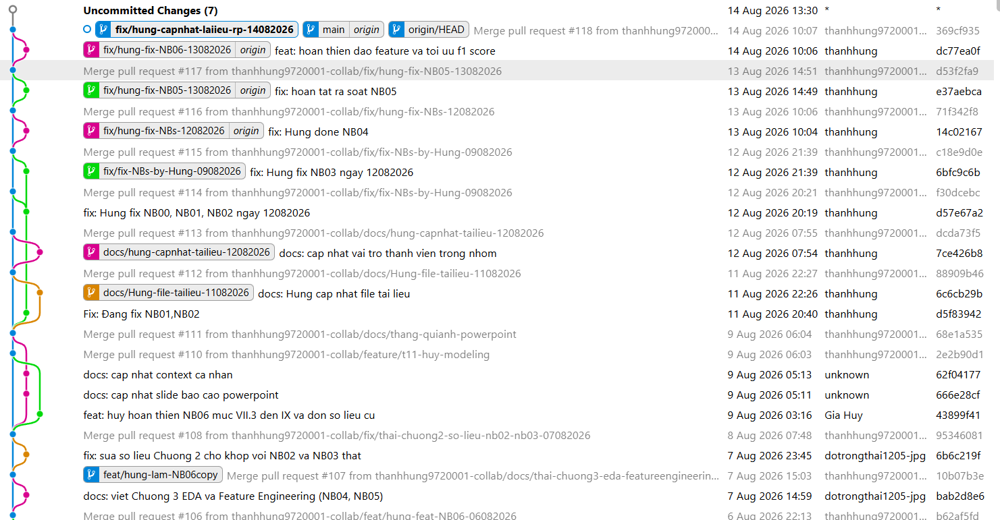 Uncommitted Changes (7) 14 Aug 2026 13:30 * *
fix/hung-capnhat-laiieu-rp-14082026 main origin origin/HEAD Merge pull request #118 from thanhhung972000... 14 Aug 2026 10:07 thanhhung9720001... 369cf935
fix/hung-fix-NB06-13082026 origin feat: hoan thien dao feature va toi uu f1 score 14 Aug 2026 10:06 thanhhung dc77ea0f
Merge pull request #117 from thanhhung9720001-collab/fix/hung-fix-NB05-13082026 13 Aug 2026 14:51 thanhhung9720001... d53f2fa9
fix/hung-fix-NB05-13082026 origin fix: hoan tat ra soat NB05 13 Aug 2026 14:49 thanhhung e37aebca
Merge pull request #116 from thanhhung9720001-collab/fix/hung-fix-NBs-12082026 13 Aug 2026 10:06 thanhhung9720001... 71f342f8
fix/hung-fix-NBs-12082026 origin fix: Hung done NB04 13 Aug 2026 10:04 thanhhung 14c02167
Merge pull request #115 from thanhhung9720001-collab/fix/fix-NBs-by-Hung-09082026 12 Aug 2026 21:39 thanhhung9720001... c18e9d0e
fix/fix-NBs-by-Hung-09082026 fix: Hung fix NB03 ngay 12082026 12 Aug 2026 21:39 thanhhung 6bfc9c6b
Merge pull request #114 from thanhhung9720001-collab/fix/fix-NBs-by-Hung-09082026 12 Aug 2026 20:21 thanhhung9720001... f30dcebc
fix: Hung fix NB00, NB01, NB02 ngay 12082026 12 Aug 2026 20:19 thanhhung d57e67a2
Merge pull request #113 from thanhhung9720001-collab/docs/hung-capnhat-tailieu-12082026 12 Aug 2026 07:55 thanhhung9720001... dcda73f5
docs/hung-capnhat-tailieu-12082026 docs: cap nhat vai tro thanh vien trong nhom 12 Aug 2026 07:54 thanhhung 7ce426b8
Merge pull request #112 from thanhhung9720001-collab/docs/Hung-file-tailieu-11082026 11 Aug 2026 22:27 thanhhung9720001... 88909b46
docs/Hung-file-tailieu-11082026 docs: Hung cap nhat file tai lieu 11 Aug 2026 22:26 thanhhung 6c6cb29b
Fix: Đang fix NB01,NB02 11 Aug 2026 20:40 thanhhung d5f83942
Merge pull request #111 from thanhhung9720001-collab/docs/thang-quianh-powerpoint 9 Aug 2026 06:04 thanhhung9720001... 68e1a535
Merge pull request #110 from thanhhung9720001-collab/feature/t11-huy-modeling 9 Aug 2026 06:03 thanhhung9720001... 2e2b90d1
docs: cap nhat context ca nhan 9 Aug 2026 05:13 unknown 62f04177
docs: cap nhat slide bao cao powerpoint 9 Aug 2026 05:11 unknown 666e28cf
feat: huy hoan thien NB06 muc VII.3 den IX va don so lieu cu 9 Aug 2026 03:16 Gia Huy 43899f41
Merge pull request #108 from thanhhung9720001-collab/fix/thai-chuong2-so-lieu-nb02-nb03-07082026 8 Aug 2026 07:48 thanhhung9720001... 95346081
fix: sua so lieu Chuong 2 cho khop voi NB02 va NB03 that 7 Aug 2026 23:45 dotrongthai1205-jpg 6b6c219f
feat/hung-lam-NB06copy Merge pull request #107 from thanhhung9720001-collab/docs/thai-chuong3-eda-featureengineerin... 7 Aug 2026 15:03 thanhhung9720001... 10b07b3e
docs: viet Chuong 3 EDA va Feature Engineering (NB04, NB05) 7 Aug 2026 14:59 dotrongthai1205-jpg bab2d8e6
Merge pull request #106 from thanhhung9720001-collab/feat/hung-feat-NB06-06082026 6 Aug 2026 22:13 thanhhung9720001... b62af5fd